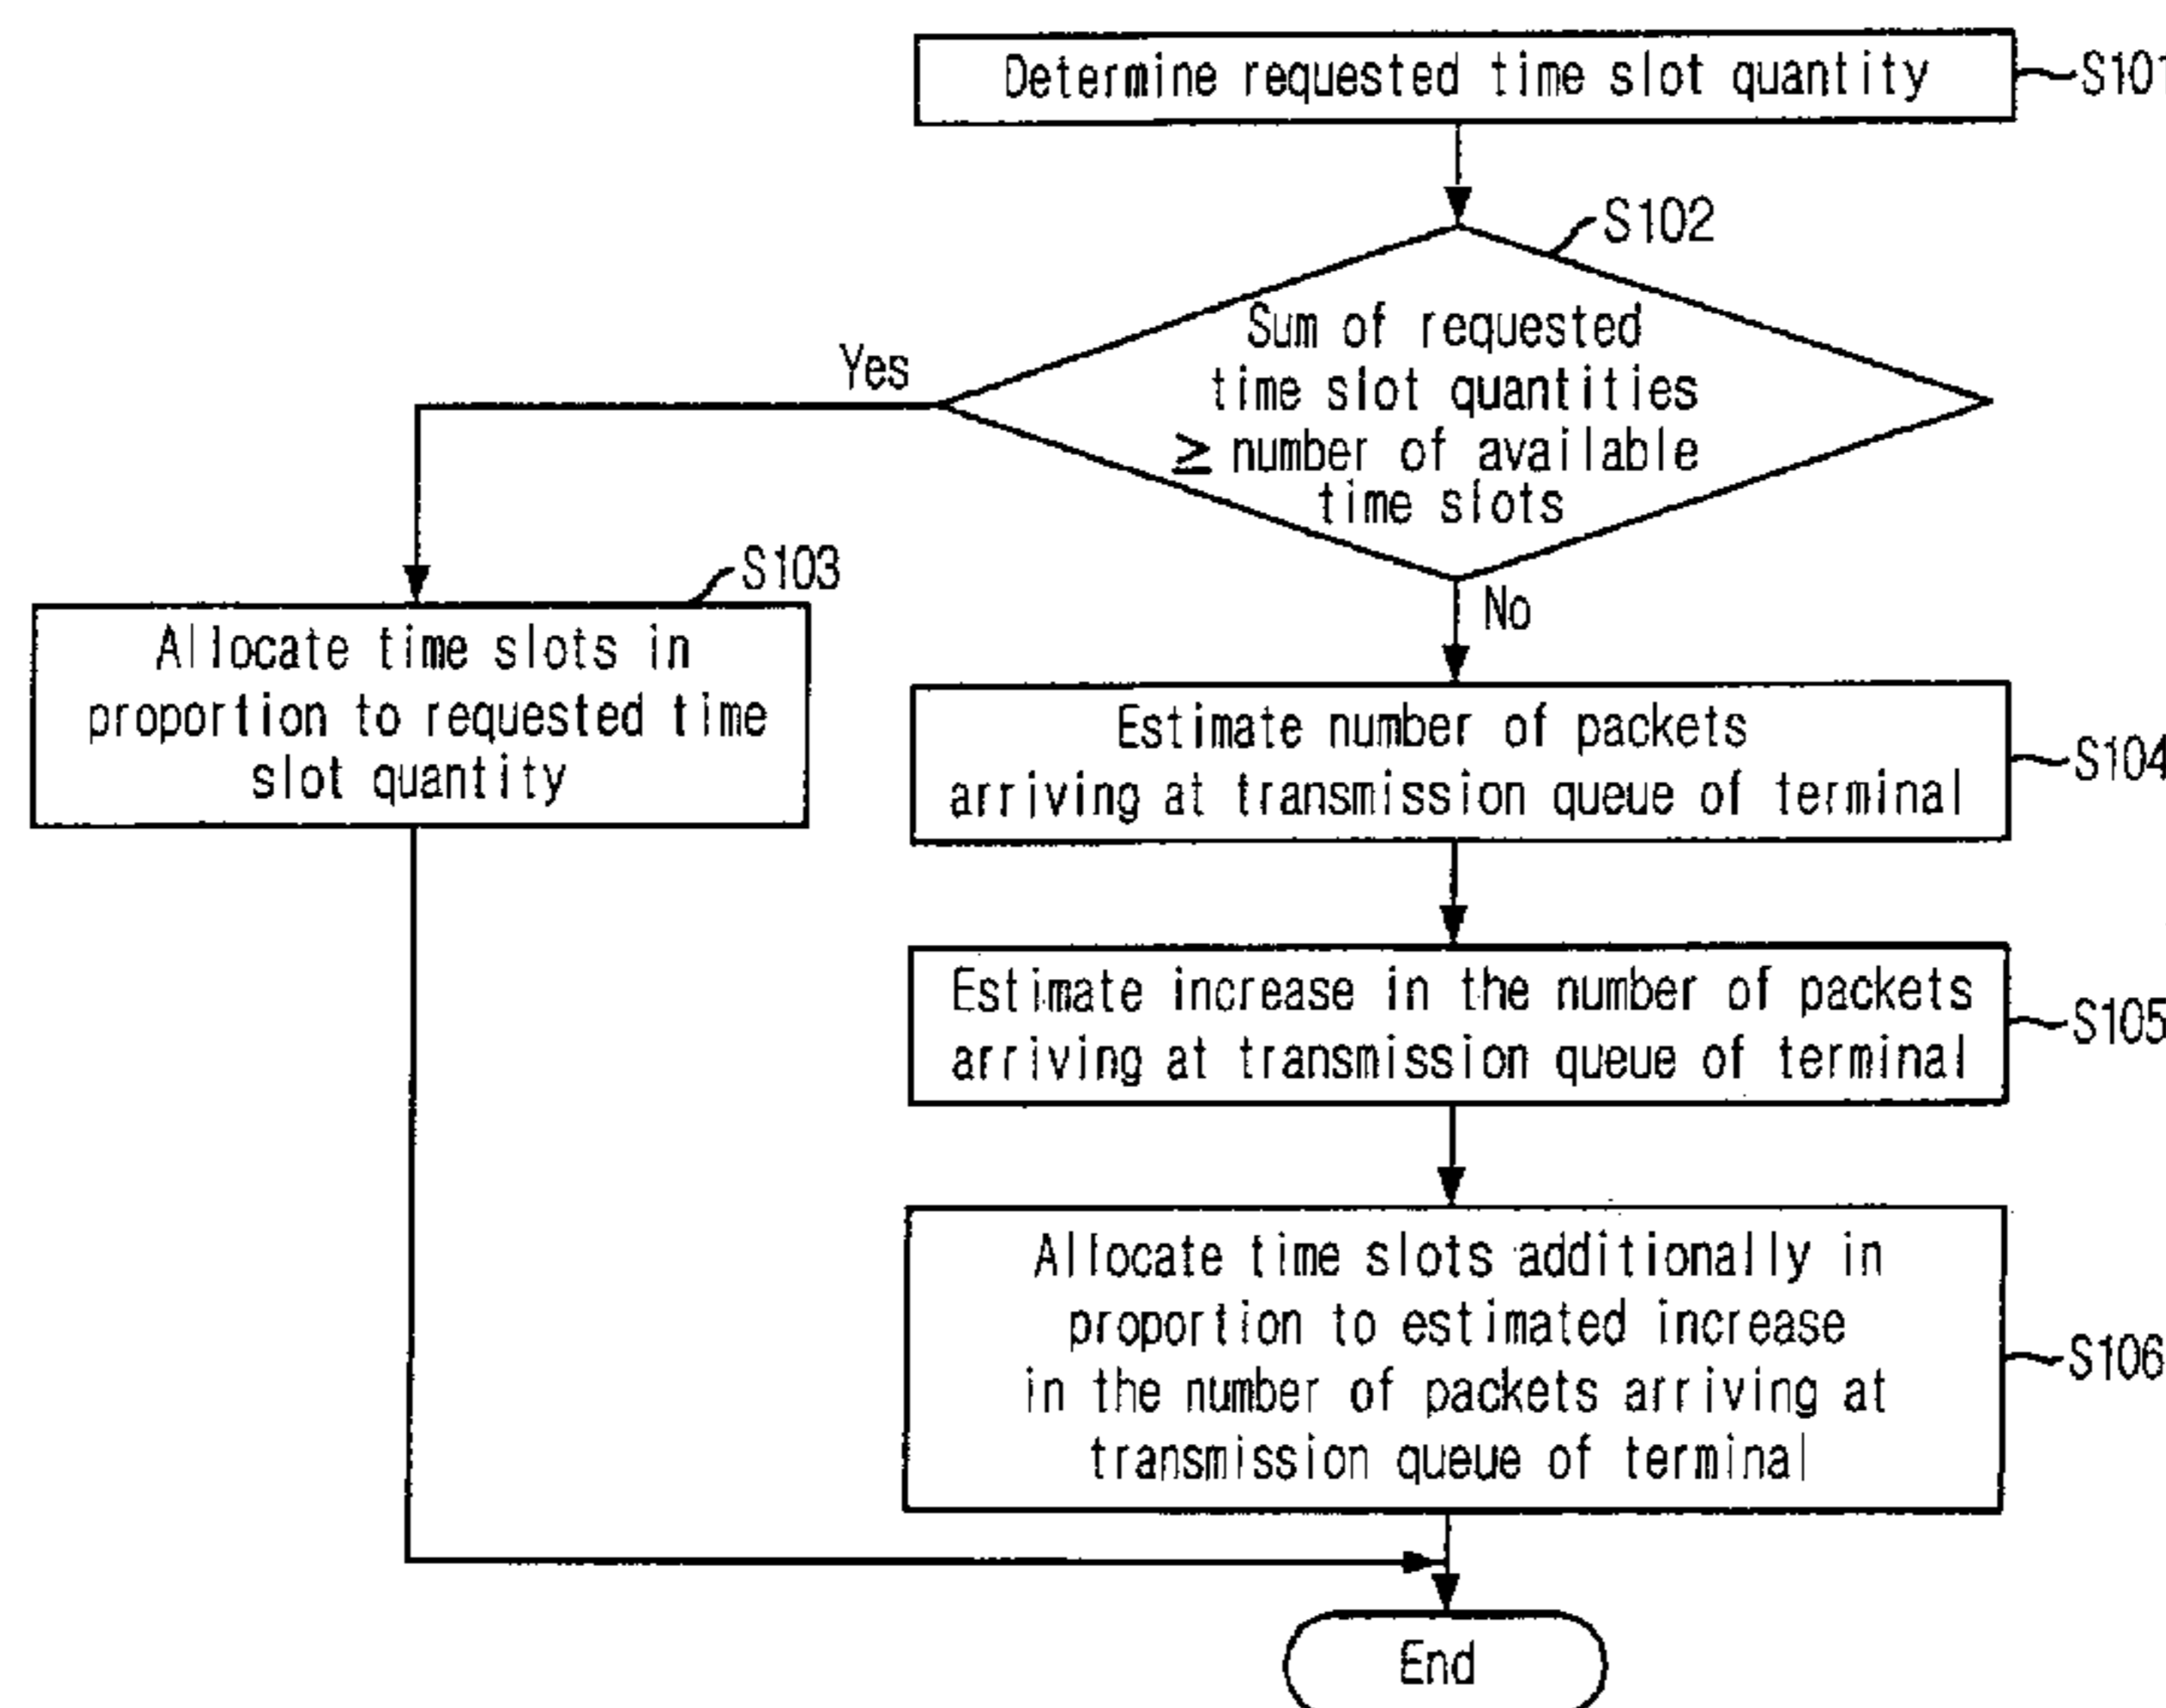 Determine requested time slot quantity
S101
S102
Sum of requested
time slot quantities
≥ number of available
time slots
Yes
No
S103
Allocate time slots in
proportion to requested time
slot quantity
Estimate number of packets
arriving at transmission queue of terminal
S104
Estimate increase in the number of packets
arriving at transmission queue of terminal
S105
Allocate time slots additionally in
proportion to estimated increase
in the number of packets arriving at
transmission queue of terminal
S106
End